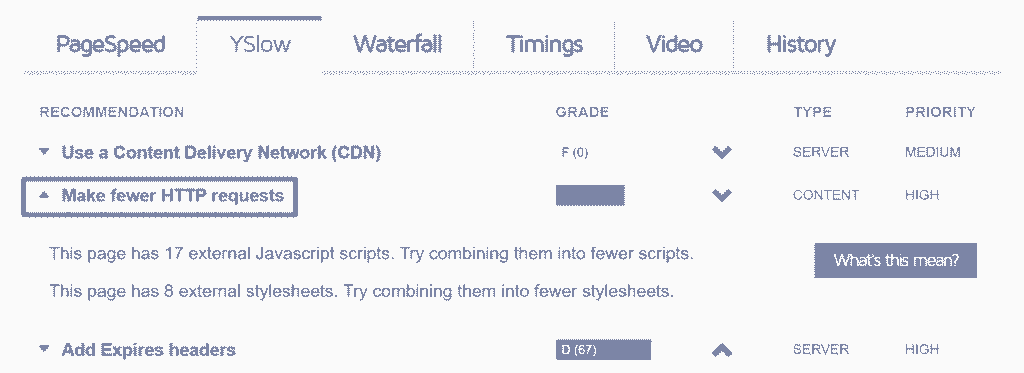 PageSpeed YSlow Waterfall Timings Video History
RECOMMENDATION GRADE TYPE PRIORITY
Use a Content Delivery Network (CDN) F (0) SERVER MEDIUM
Make fewer HTTP requests CONTENT HIGH
This page has 17 external Javascript scripts. Try combining them into fewer scripts.
What's this mean?
This page has 8 external stylesheets. Try combining them into fewer stylesheets.
Add Expires headers D (67) SERVER HIGH